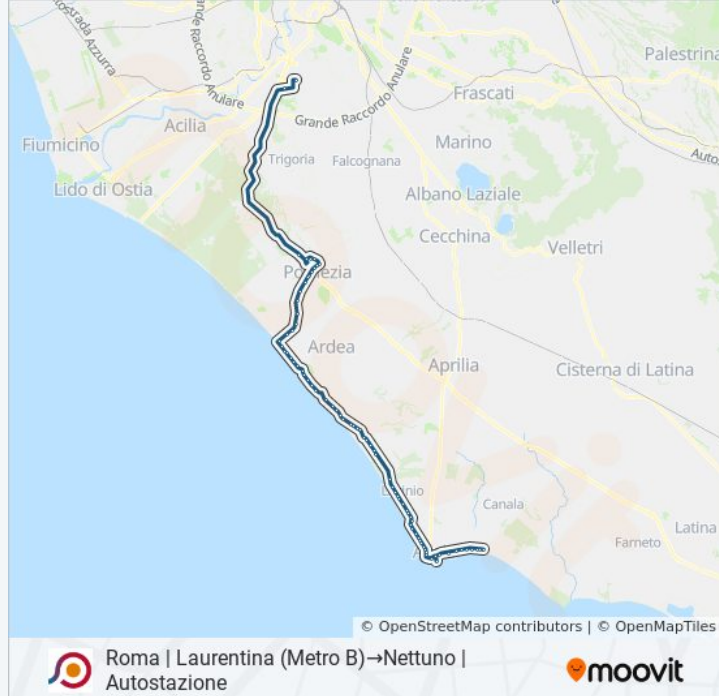 Autostrada Azzurra
Grande Raccordo Anulare
Palestrina
Frascati
Grande Raccordo Anulare
Acilia
Fiumicino
Marino
Trigoria
Falcognana
Lido di Ostia
Albano Laziale
Cecchina
Velletri
Ardea
Aprilia
Cisterna di Latina
Canala
Latina
Farneto
© OpenStreetMap contributors | © OpenMapTiles
Roma | Laurentina (Metro B)→Nettuno |
Autostazione
moovit